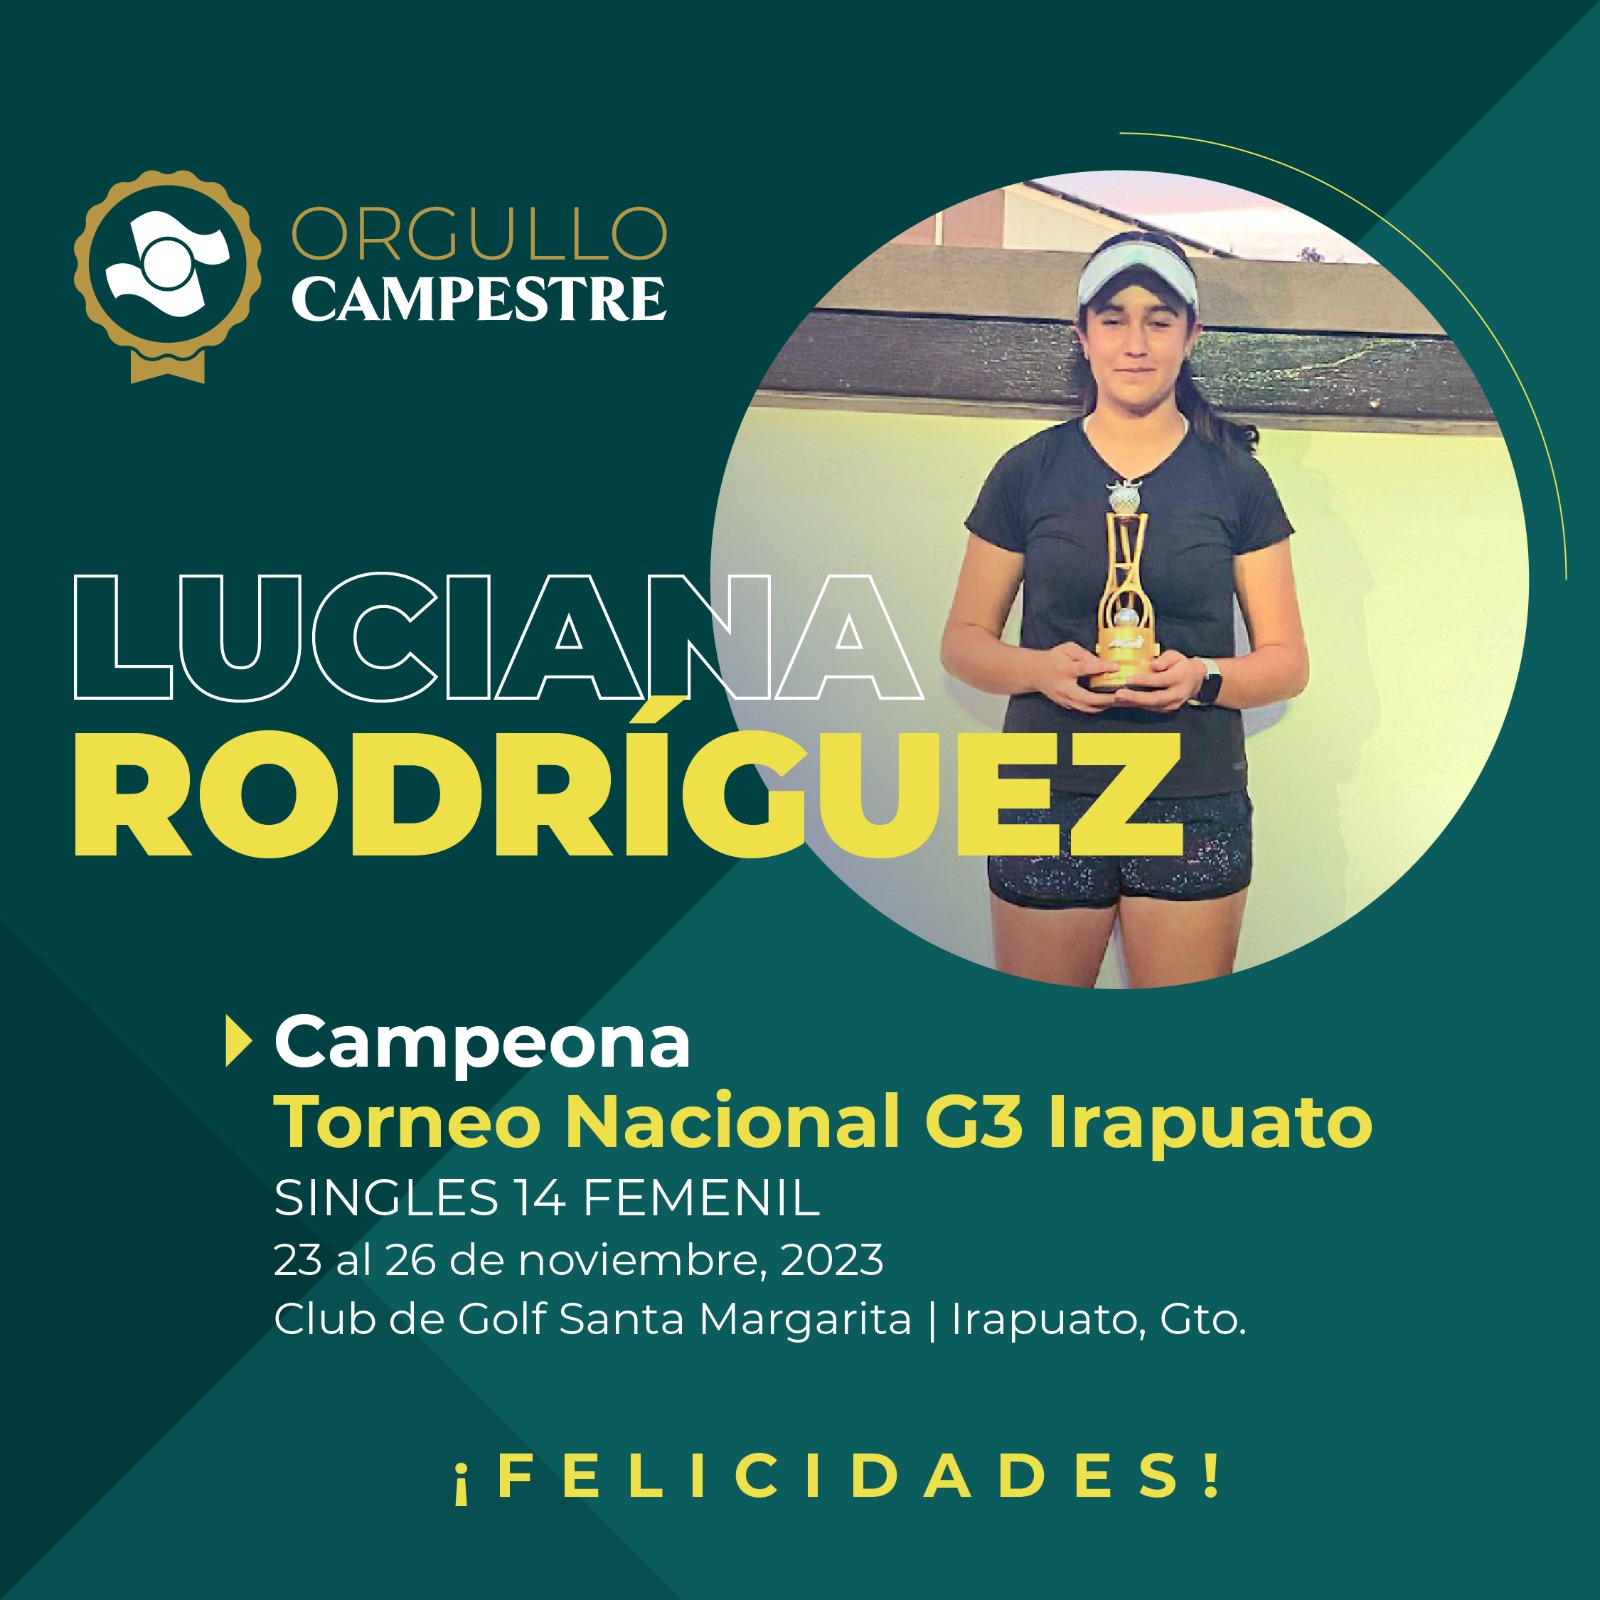 ORGULLO
CAMPESTRE
LUCIANA
RODRÍGUEZ
Campeona
Torneo Nacional G3 Irapuato
SINGLES 14 FEMENIL
23 al 26 de noviembre, 2023
Club de Golf Santa Margarita | Irapuato, Gto.
¡FELICIDADES!